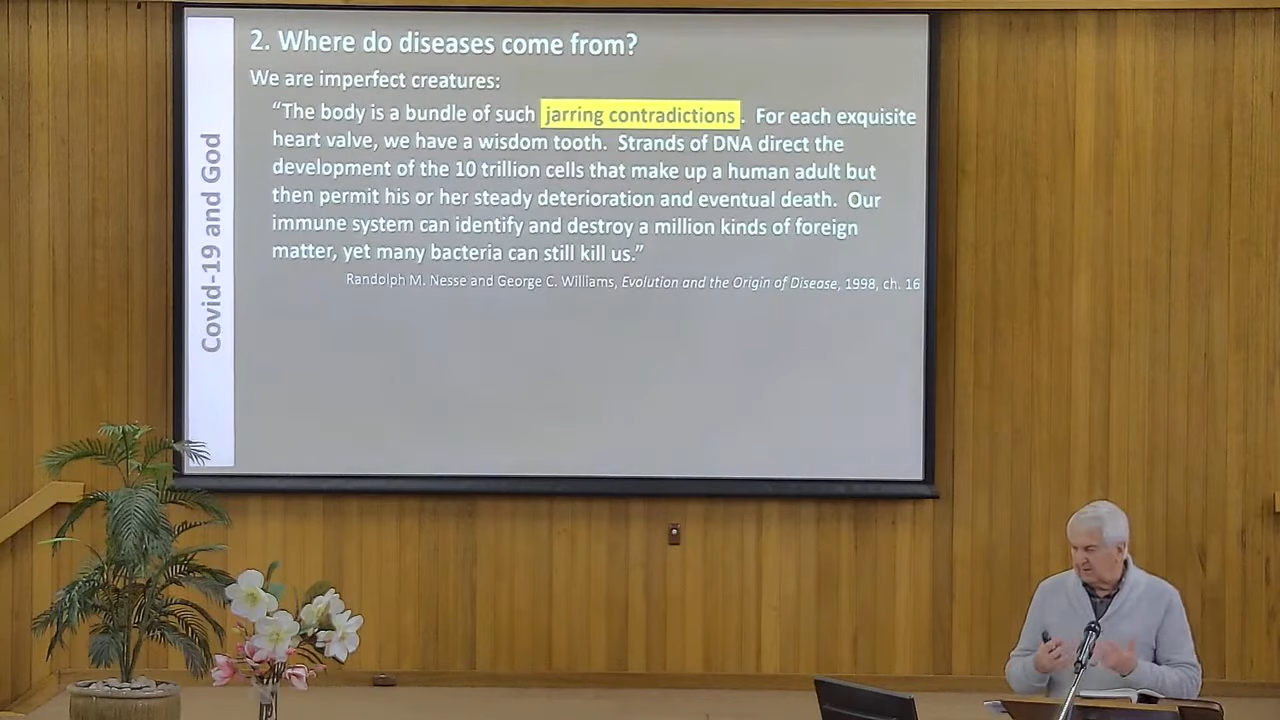 2. Where do diseases come from?
We are imperfect creatures:
“The body is a bundle of such jarring contradictions. For each exquisite
heart valve, we have a wisdom tooth. Strands of DNA direct the
development of the 10 trillion cells that make up a human adult but
then permit his or her steady deterioration and eventual death. Our
immune system can identify and destroy a million kinds of foreign
matter, yet many bacteria can still kill us.”
Randolph M. Nesse and George C. Williams, Evolution and the Origin of Disease, 1998, ch. 16
Covid-19 and God